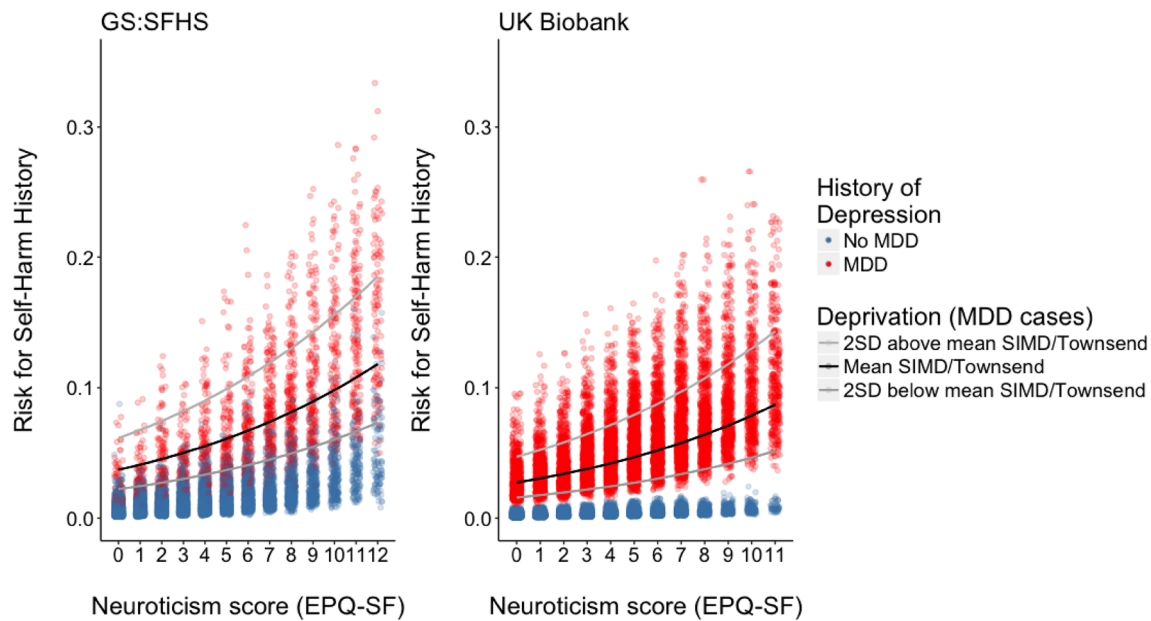 GS:SFHS
UK Biobank
Risk for Self-Harm History
0.3
0.2
0.1
0.0
0 1 2 3 4 5 6 7 8 9 10 11 12
Neuroticism score (EPQ-SF)
Risk for Self-Harm History
0.3
0.2
0.1
0.0
0 1 2 3 4 5 6 7 8 9 10 11
Neuroticism score (EPQ-SF)
History of
Depression
No MDD
MDD
Deprivation (MDD cases)
2SD above mean SIMD/Townsend
Mean SIMD/Townsend
2SD below mean SIMD/Townsend